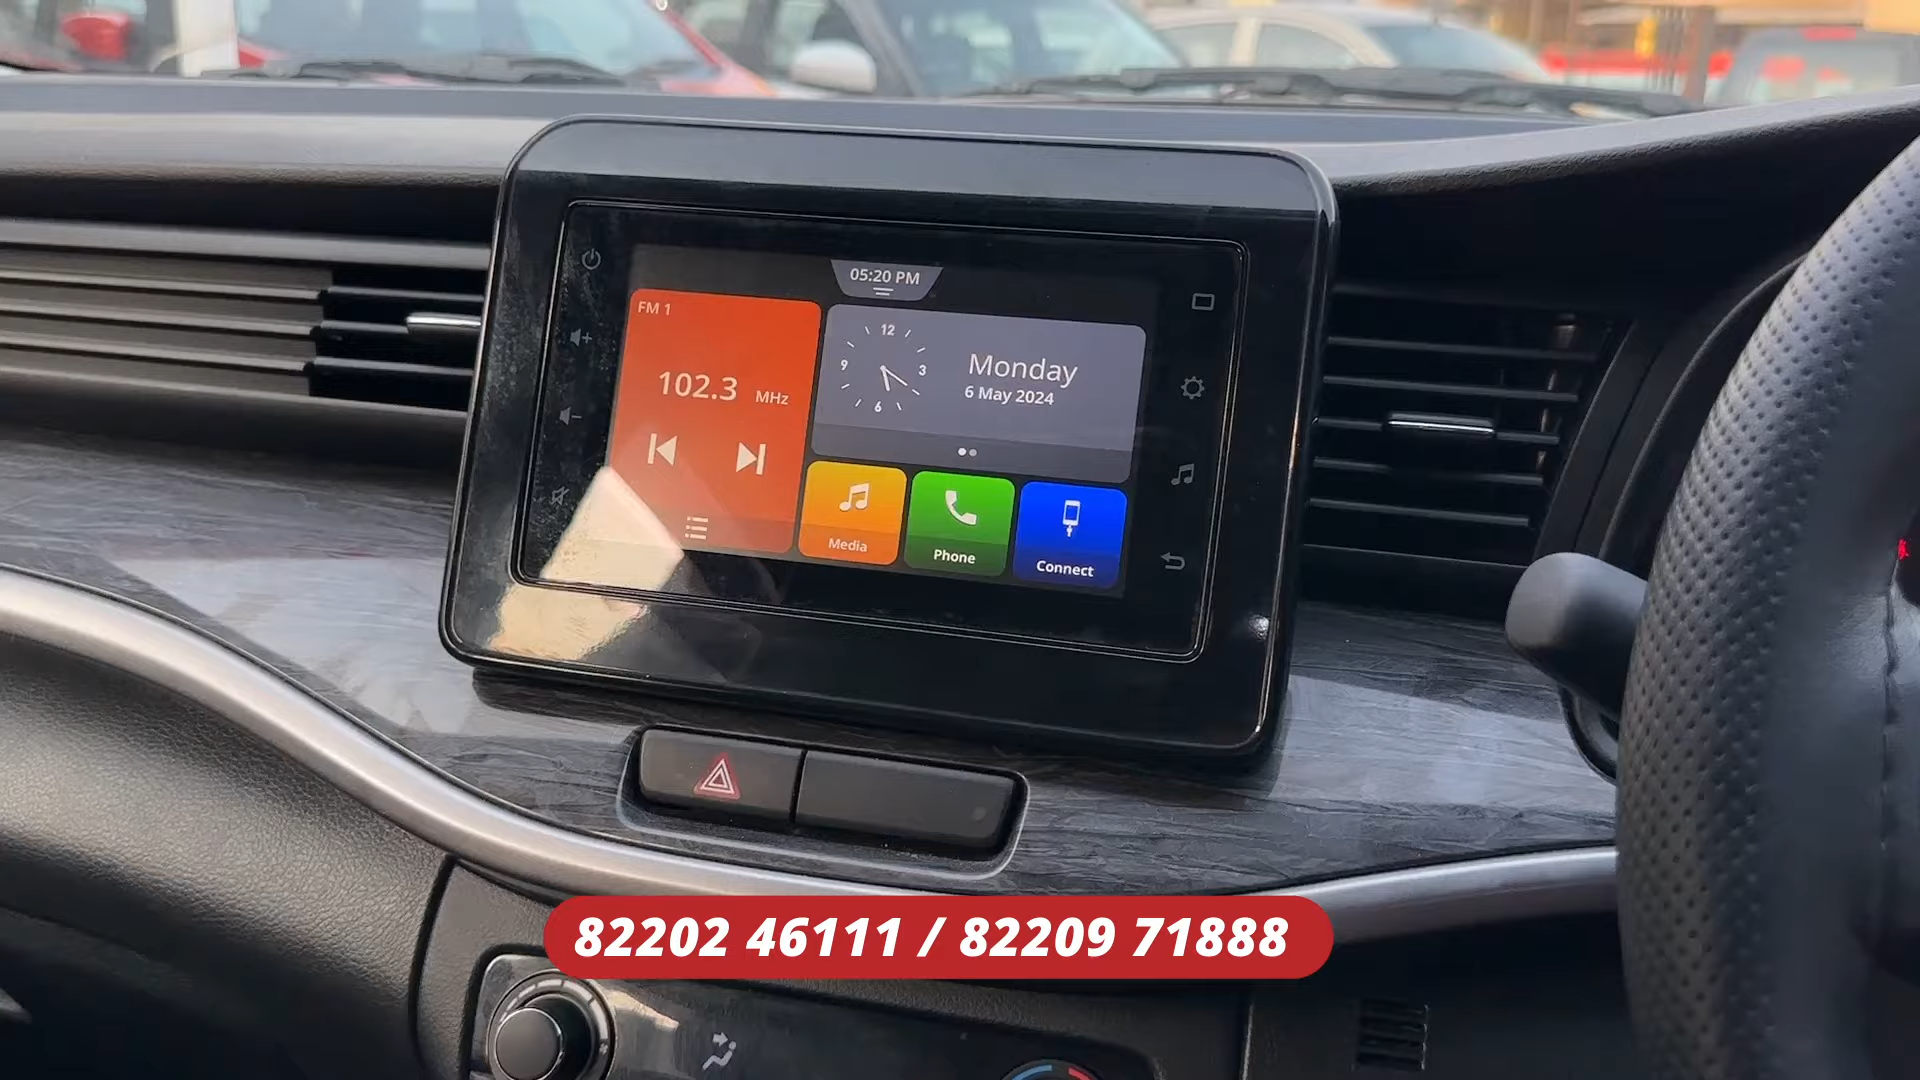 05:20 PM
FM 1
12
9
3
6
102.3 MHz
Monday
6 May 2024
Media
Phone
Connect
82202 46111 / 82209 71888